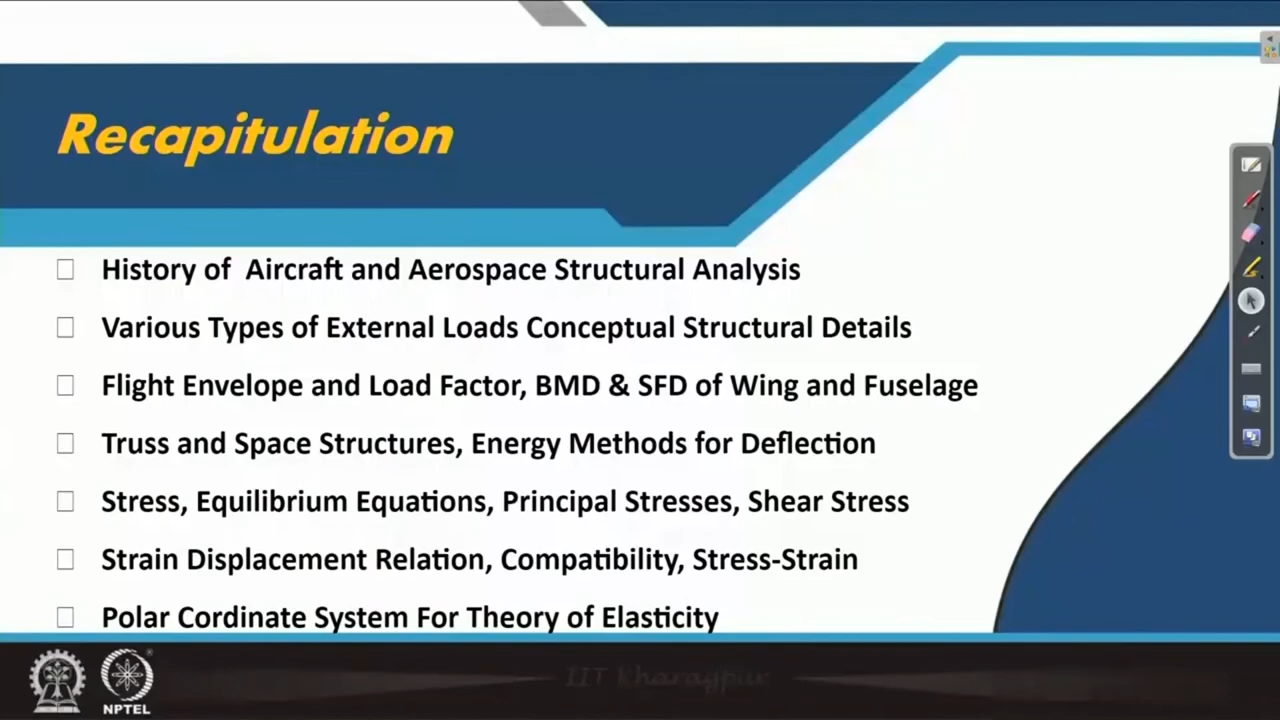 Recapitulation
History of Aircraft and Aerospace Structural Analysis
Various Types of External Loads Conceptual Structural Details
Flight Envelope and Load Factor, BMD & SFD of Wing and Fuselage
Truss and Space Structures, Energy Methods for Deflection
Stress, Equilibrium Equations, Principal Stresses, Shear Stress
Strain Displacement Relation, Compatibility, Stress-Strain
Polar Cordinate System For Theory of Elasticity
IIT Kharagpur
NPTEL